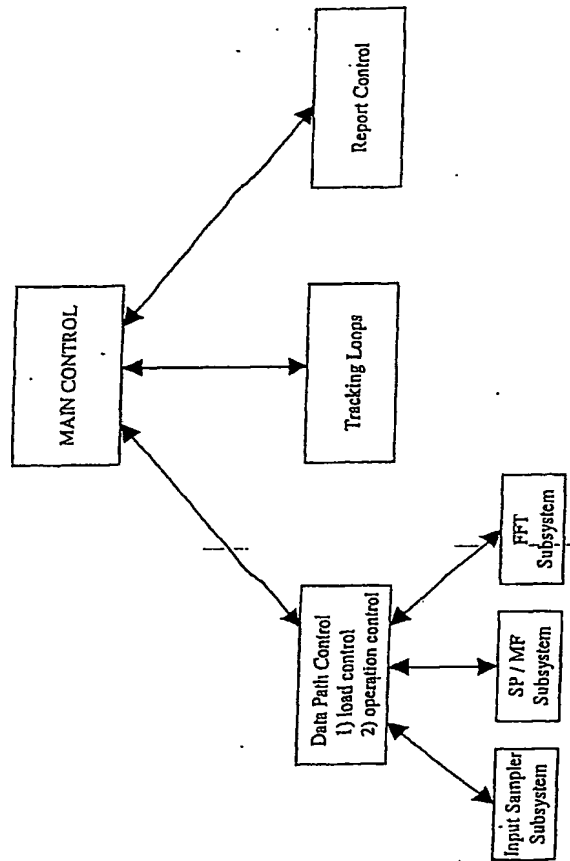 MAIN CONTROL
Data Path Control
1) load control
2) operation control
Tracking Loops
Report Control
Input Sampler
Subsystem
SP / MF
Subsystem
FFT
Subsystem